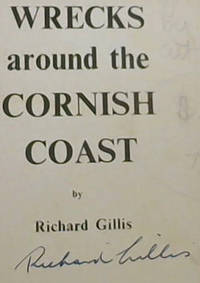 WRECKS
around the
CORNISH
COAST
by
Richard Gillis
Richard Gillis